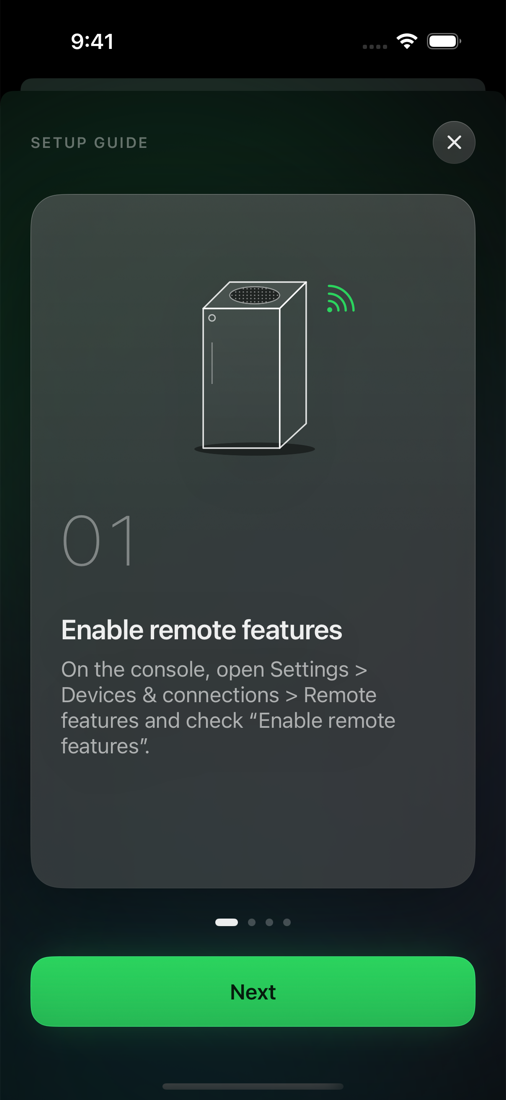 9:41
SETUP GUIDE
01
Enable remote features
On the console, open Settings >
Devices & connections > Remote
features and check “Enable remote
features”.
Next